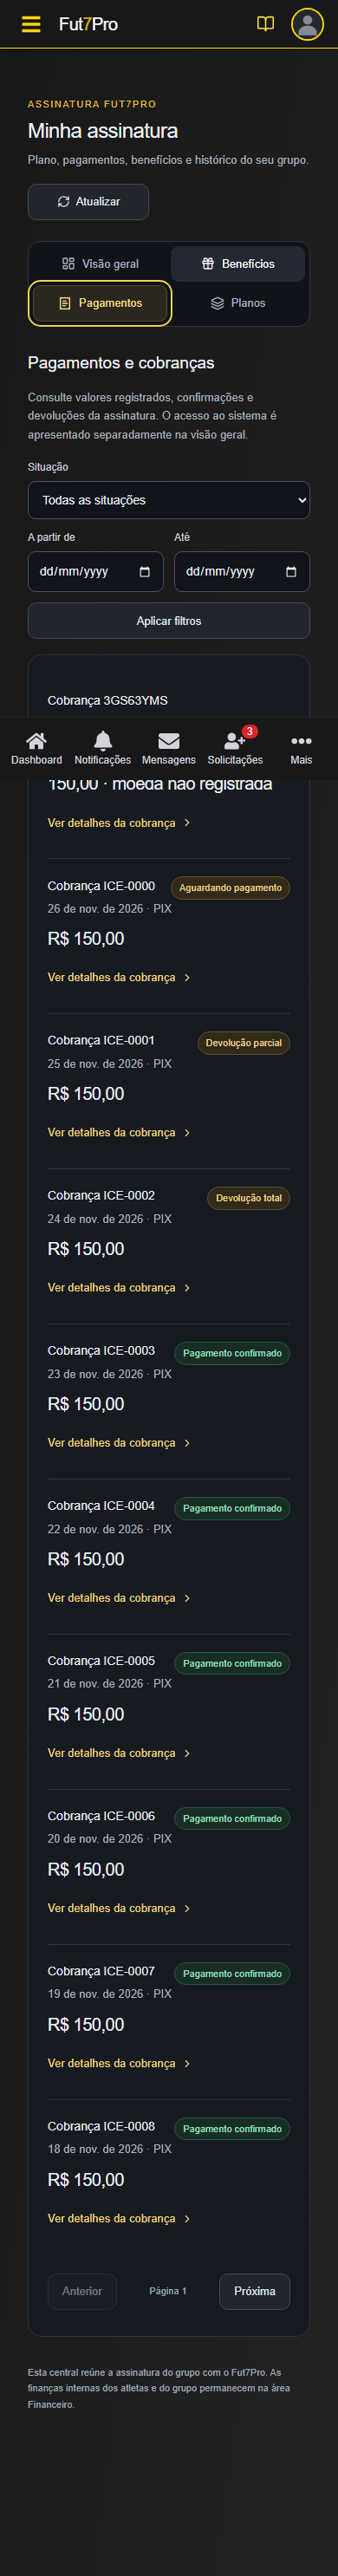 Fut7Pro
ASSINATURA FUT7PRO
Minha assinatura
Plano, pagamentos, benefícios e histórico do seu grupo.
Atualizar
Visão geral
Benefícios
Pagamentos
Planos
Pagamentos e cobranças
Consulte valores registrados, confirmações e
devoluções da assinatura. O acesso ao sistema é
apresentado separadamente na visão geral.
Situação
Todas as situações
A partir de
Até
dd/mm/yyyy
dd/mm/yyyy
Aplicar filtros
Cobrança 3GS63YMS
3
Dashboard
Notificações
Mensagens
Solicitações
Mais
150,00 · moeda não registrada
Ver detalhes da cobrança
Cobrança ICE-0000
Aguardando pagamento
26 de nov. de 2026 · PIX
R$ 150,00
Ver detalhes da cobrança
Cobrança ICE-0001
Devolução parcial
25 de nov. de 2026 · PIX
R$ 150,00
Ver detalhes da cobrança
Cobrança ICE-0002
Devolução total
24 de nov. de 2026 · PIX
R$ 150,00
Ver detalhes da cobrança
Cobrança ICE-0003
Pagamento confirmado
23 de nov. de 2026 · PIX
R$ 150,00
Ver detalhes da cobrança
Cobrança ICE-0004
Pagamento confirmado
22 de nov. de 2026 · PIX
R$ 150,00
Ver detalhes da cobrança
Cobrança ICE-0005
Pagamento confirmado
21 de nov. de 2026 · PIX
R$ 150,00
Ver detalhes da cobrança
Cobrança ICE-0006
Pagamento confirmado
20 de nov. de 2026 · PIX
R$ 150,00
Ver detalhes da cobrança
Cobrança ICE-0007
Pagamento confirmado
19 de nov. de 2026 · PIX
R$ 150,00
Ver detalhes da cobrança
Cobrança ICE-0008
Pagamento confirmado
18 de nov. de 2026 · PIX
R$ 150,00
Ver detalhes da cobrança
Anterior
Página 1
Próxima
Esta central reúne a assinatura do grupo com o Fut7Pro. As
finanças internas dos atletas e do grupo permanecem na área
Financeiro.